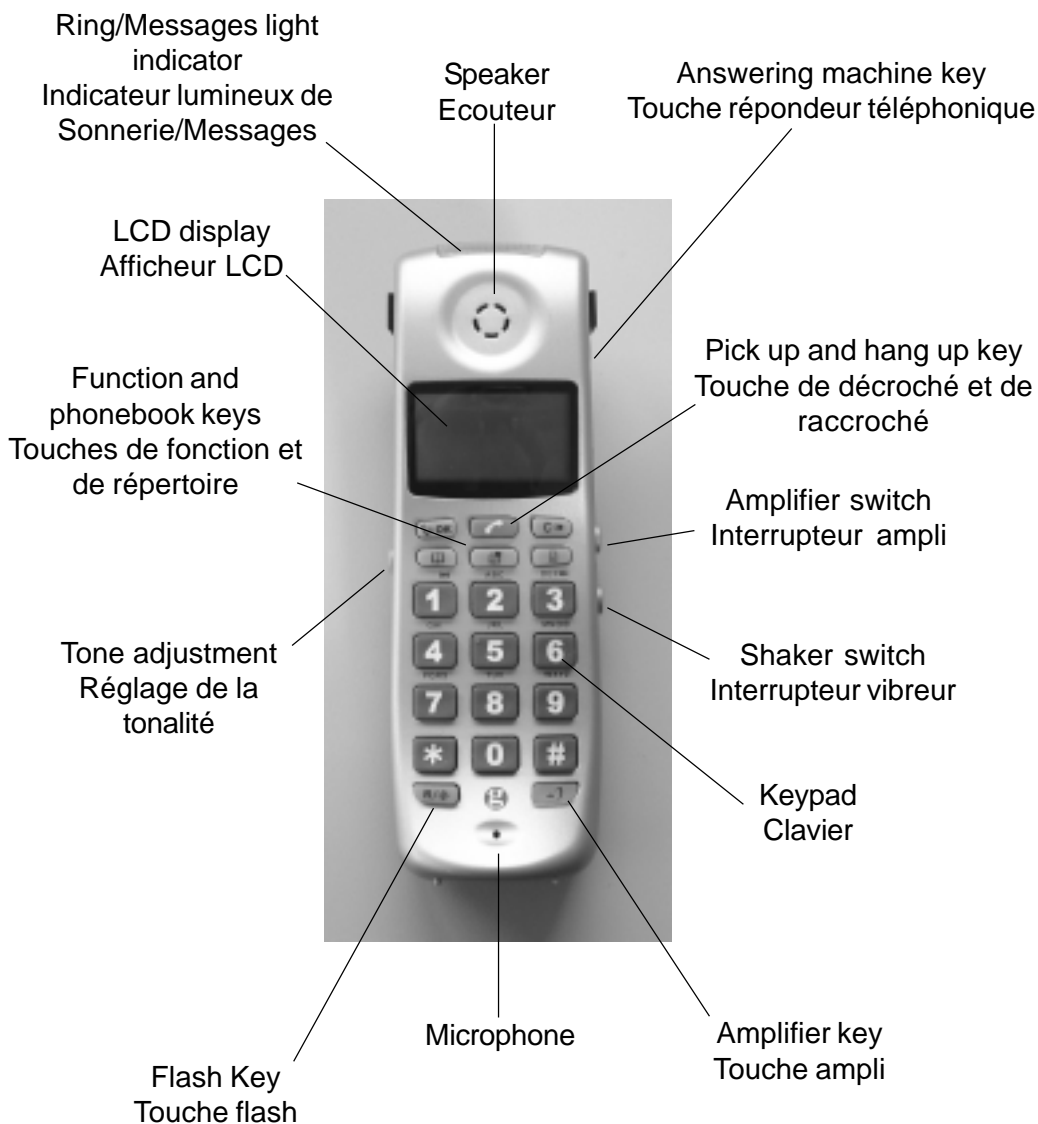 Ring/Messages light
indicator
Indicateur lumineux de
Sonnerie/Messages
Speaker
Ecouteur
Answering machine key
Touche répondeur téléphonique
LCD display
Afficheur LCD
Pick up and hang up key
Touche de décroché et de
raccroché
Function and
phonebook keys
Touches de fonction et
de répertoire
Amplifier switch
Interrupteur ampli
Tone adjustment
Réglage de la
tonalité
Shaker switch
Interrupteur vibreur
1 2 3
4 5 6
7 8 9
* 0 #
Keypad
Clavier
Microphone
Amplifier key
Touche ampli
Flash Key
Touche flash